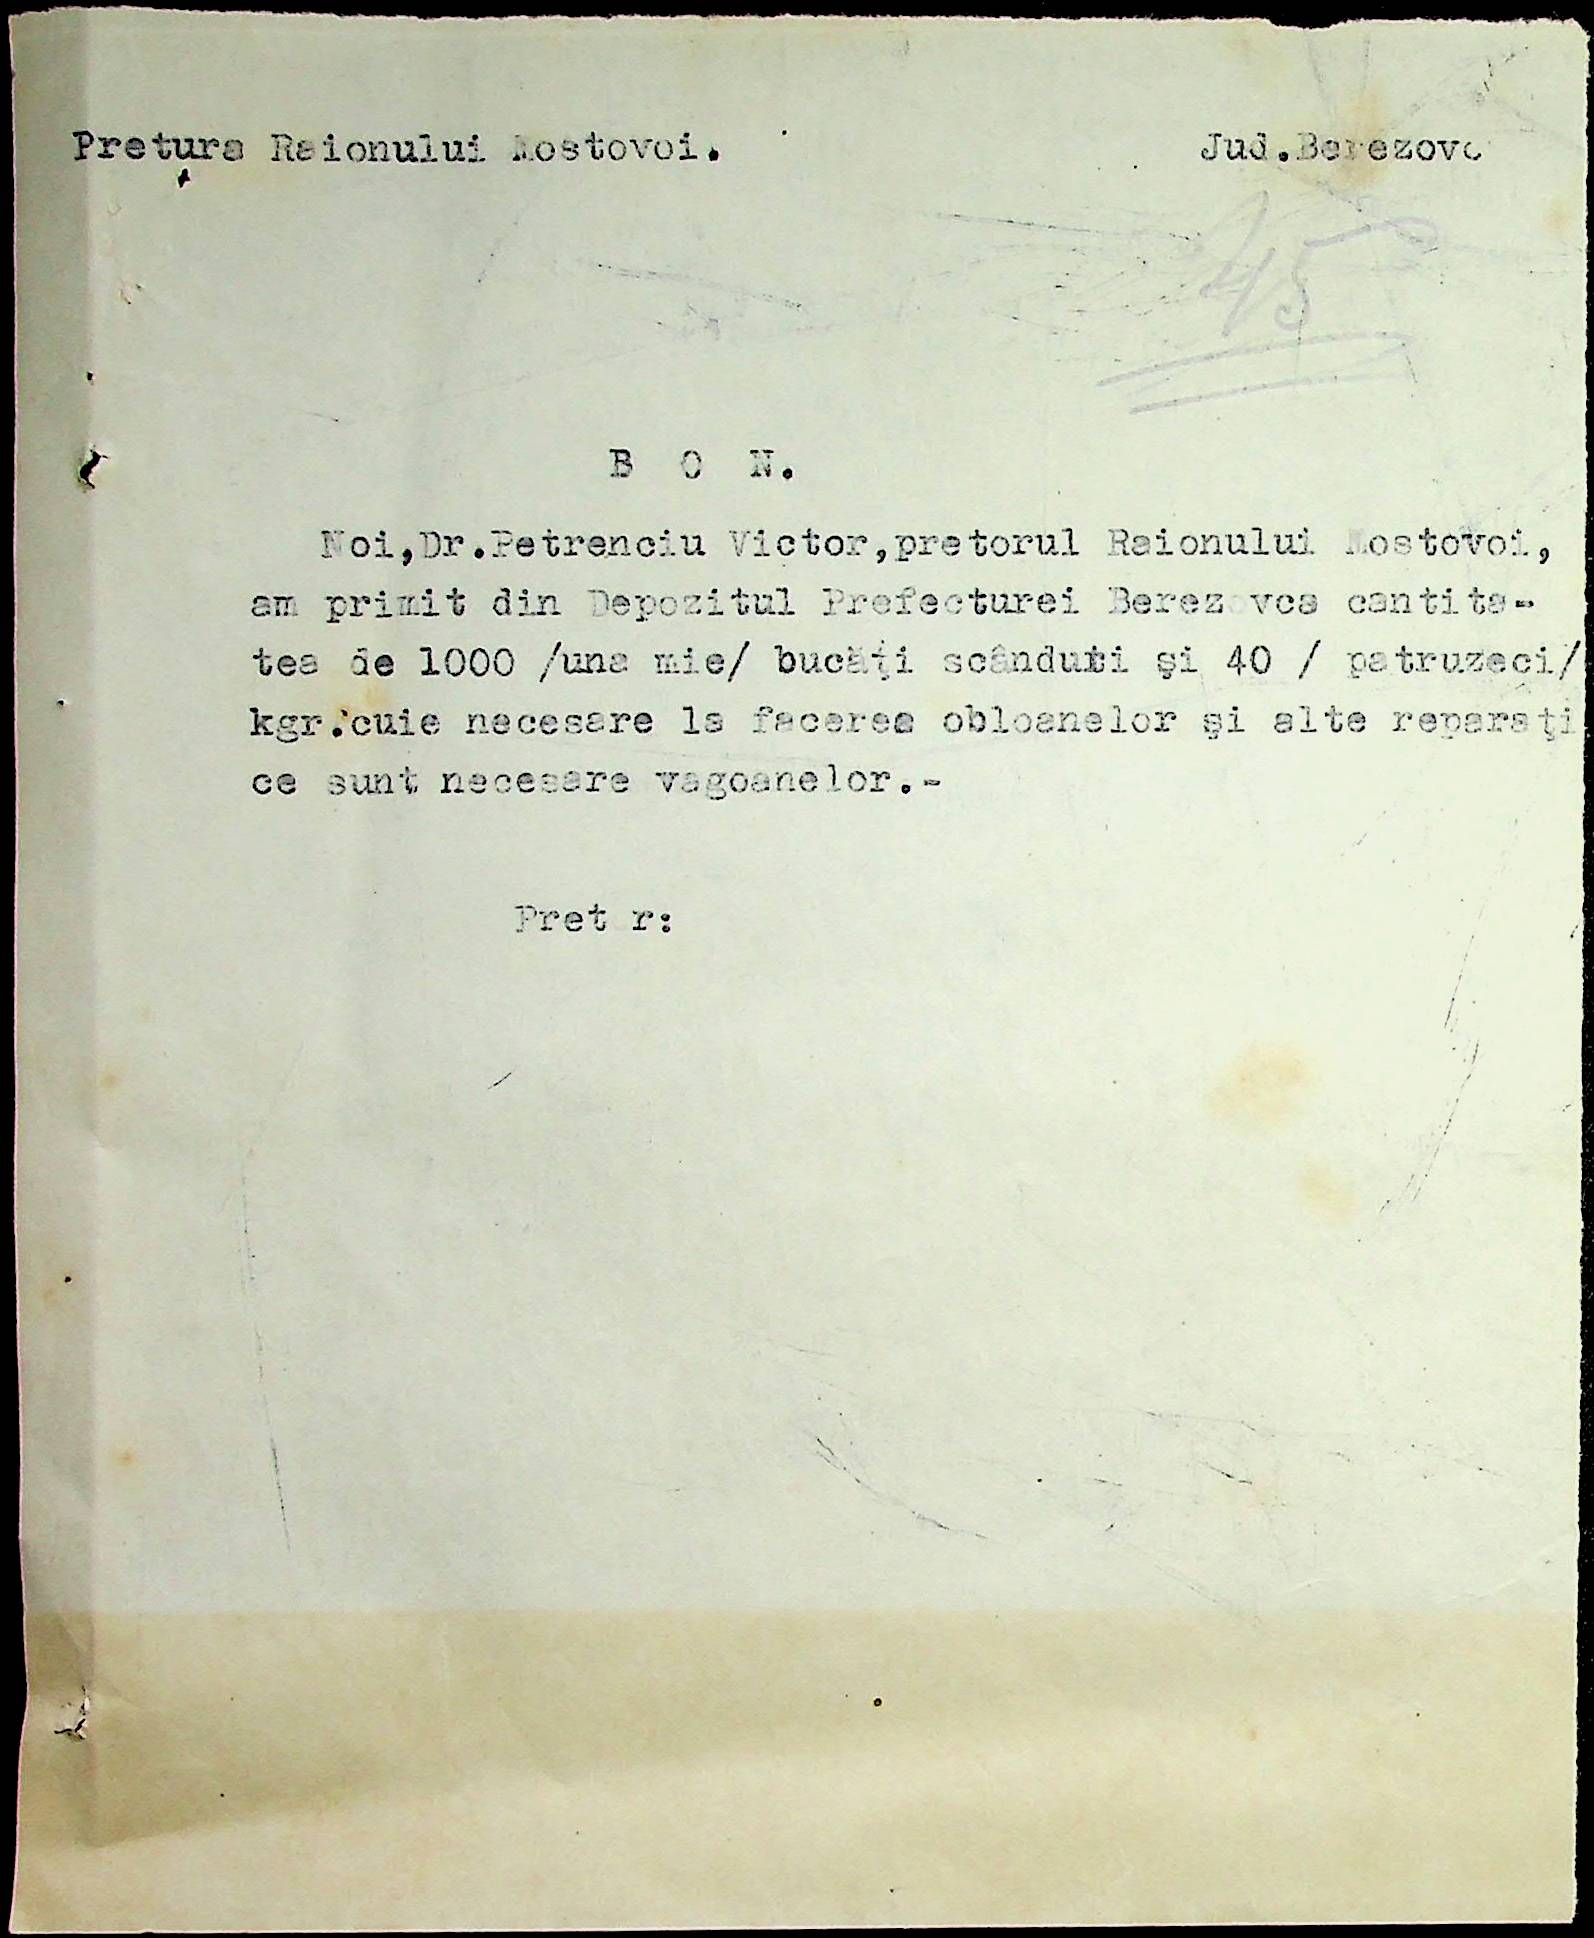 Pretura Raionului Mostovoi. Jud.Berezovc
45
B O N.
Noi,Dr.Petrenciu Victor,pretorul Raionului Mostovoi,
am primit din Depozitul Prefecturei Berezovca cantita-
tea de 1000 /una mie/ bucăţi scânduri şi 40 / patruzeci/
kgr.cuie necesare la facerea obloanelor şi alte reparaţi
ce sunt necesare vagoanelor.-
Pret r: